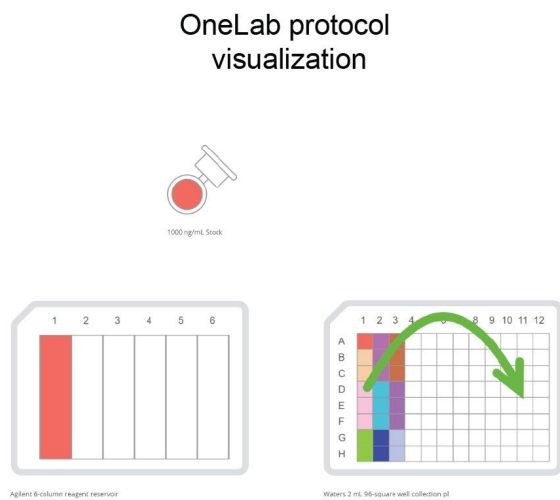 OneLab protocol
visualization
1000 ng/mL Stock
1 2 3 4 5 6
Agilent 6-column reagent reservoir
1 2 3 4 8 9 10 11 12
A
B
C
D
E
F
G
H
Waters 2 mL 96-square well collection pl